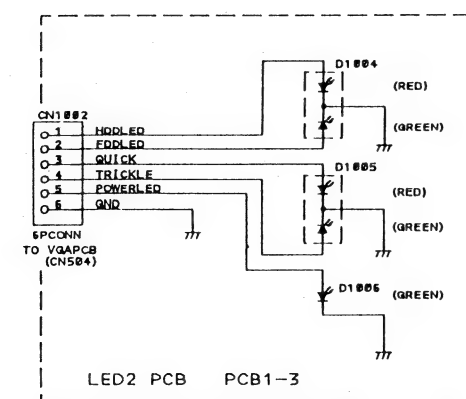 D1004
(RED)
(GREEN)
CN1002
1 HDDLED
2 FDDLED
3 QUICK
4 TRICKLE
5 POWERLED
6 GND
6PCONN
TO VGAPCB
(CN504)
D1005
(RED)
(GREEN)
D1006 (GREEN)
LED2 PCB PCB1-3